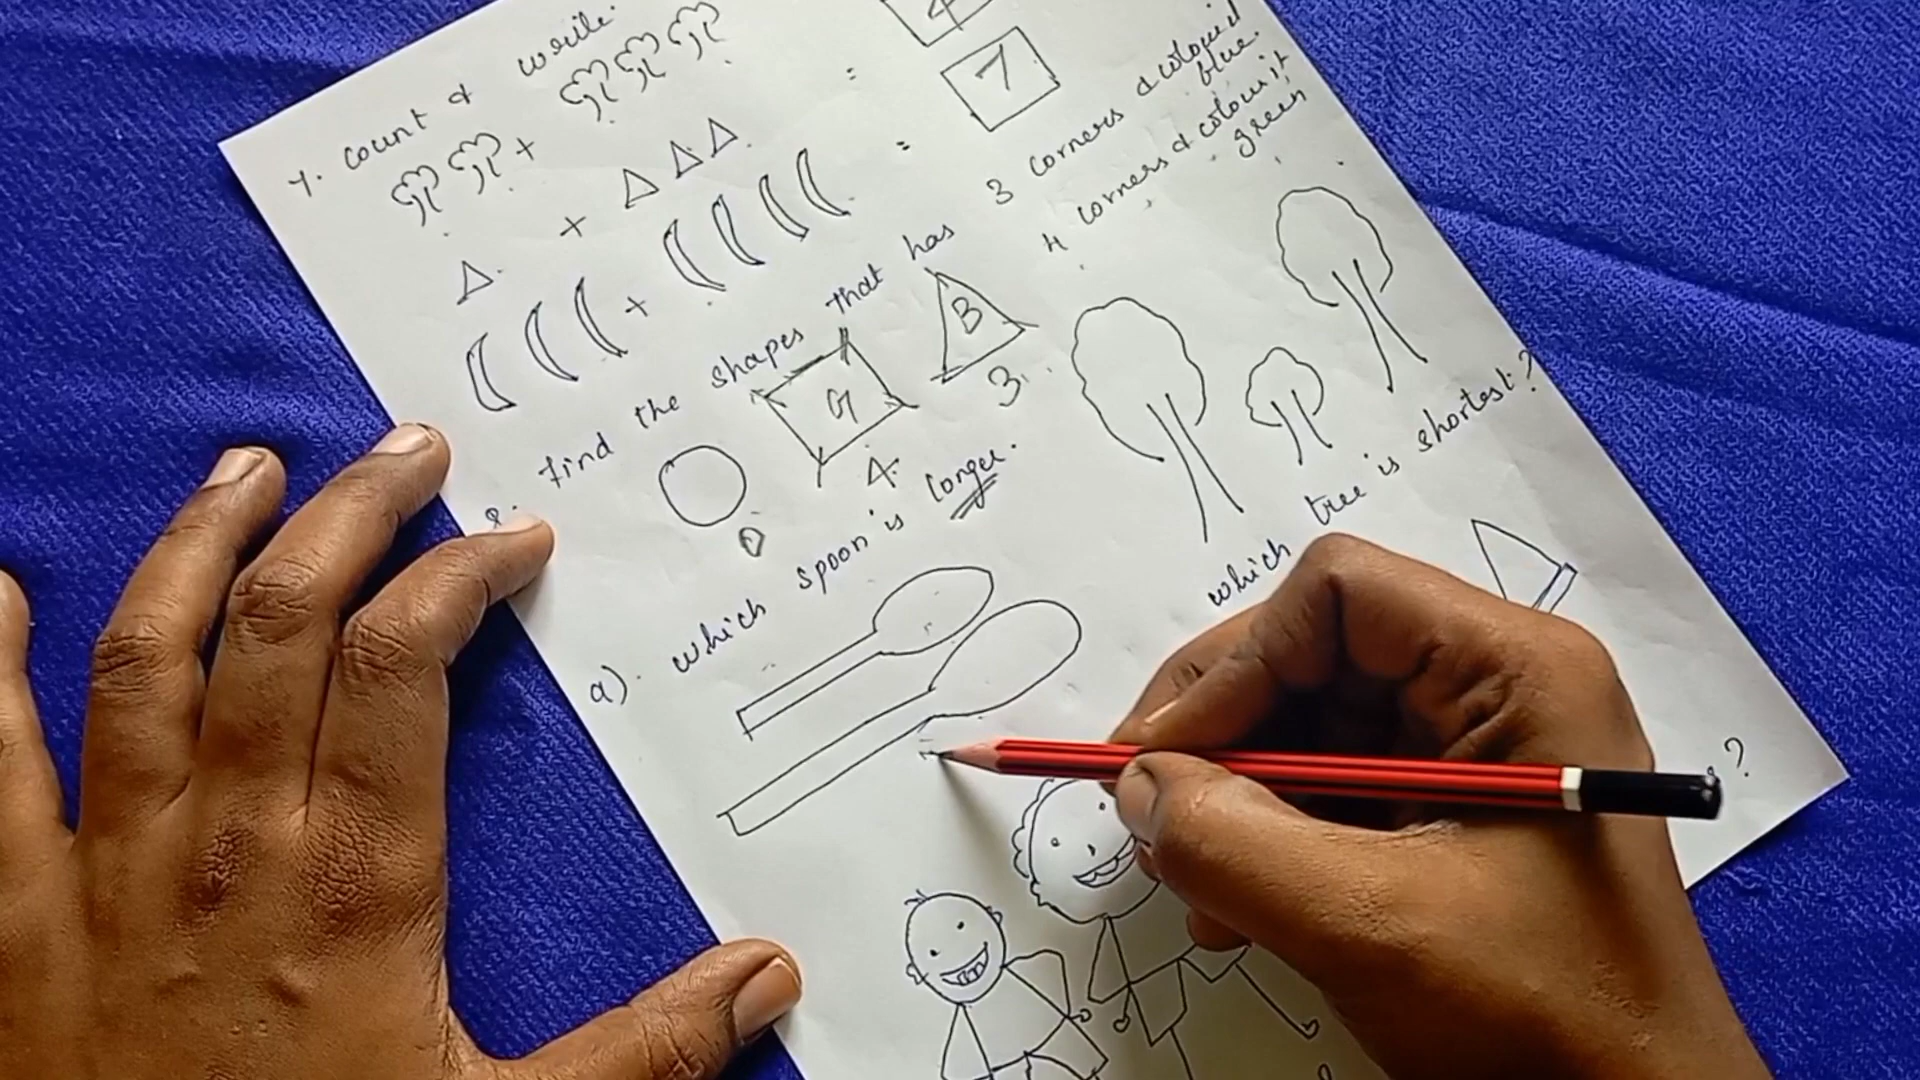 4
7
7. count & write.
+ =
+ =
+
8. find the shapes that has 3 corners & colour it blue.
4 corners & colour it green
G
4
B
3
0
a). which spoon is longer.
which tree is shortest?
?